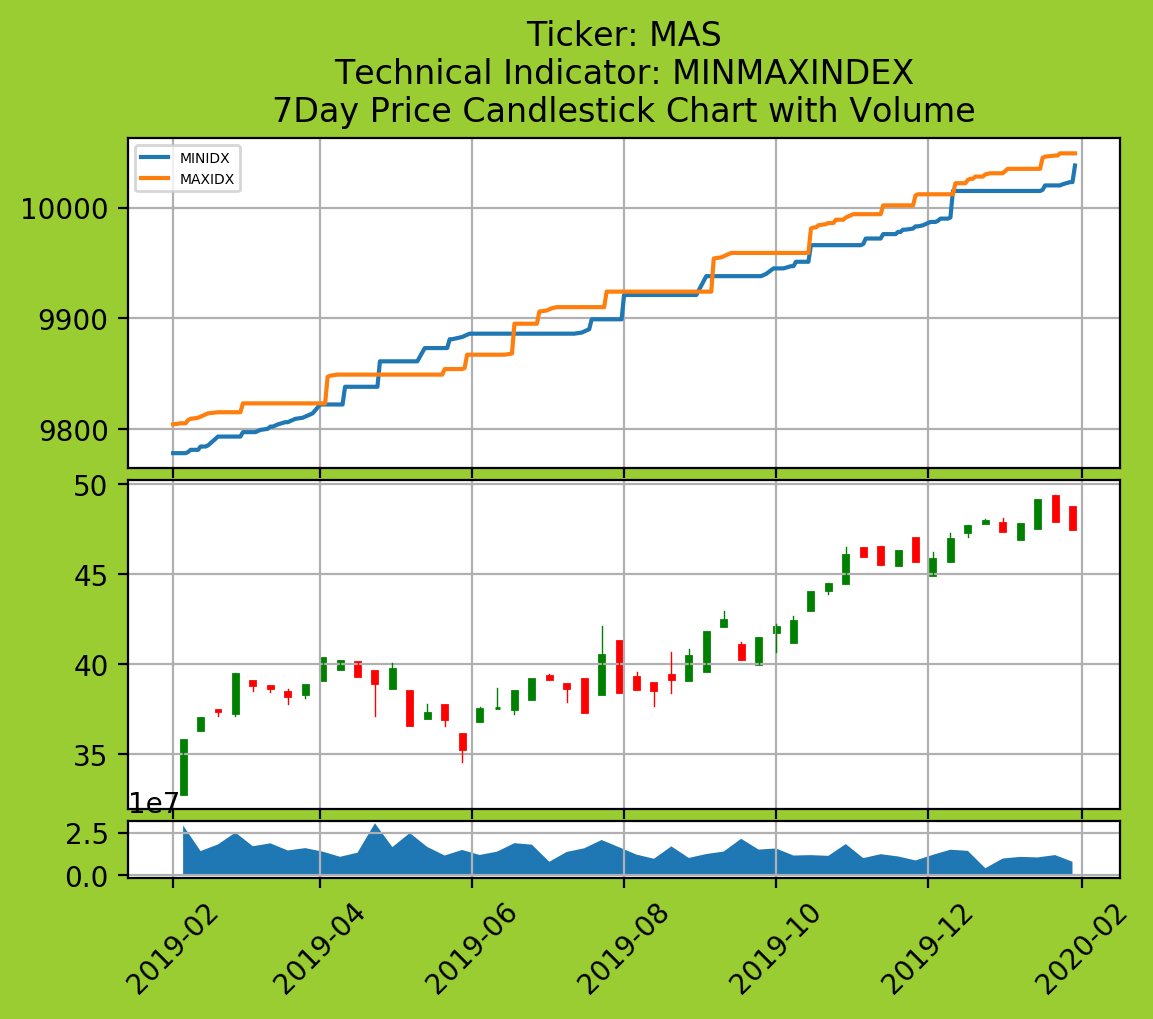 Ticker: MAS
Technical Indicator: MINMAXINDEX
7Day Price Candlestick Chart with Volume
MINIDX
MAXIDX
10000
9900
9800
50
45
40
35
1e7
2.5
0.0
2019-02
2019-04
2019-06
2019-08
2019-10
2019-12
2020-02